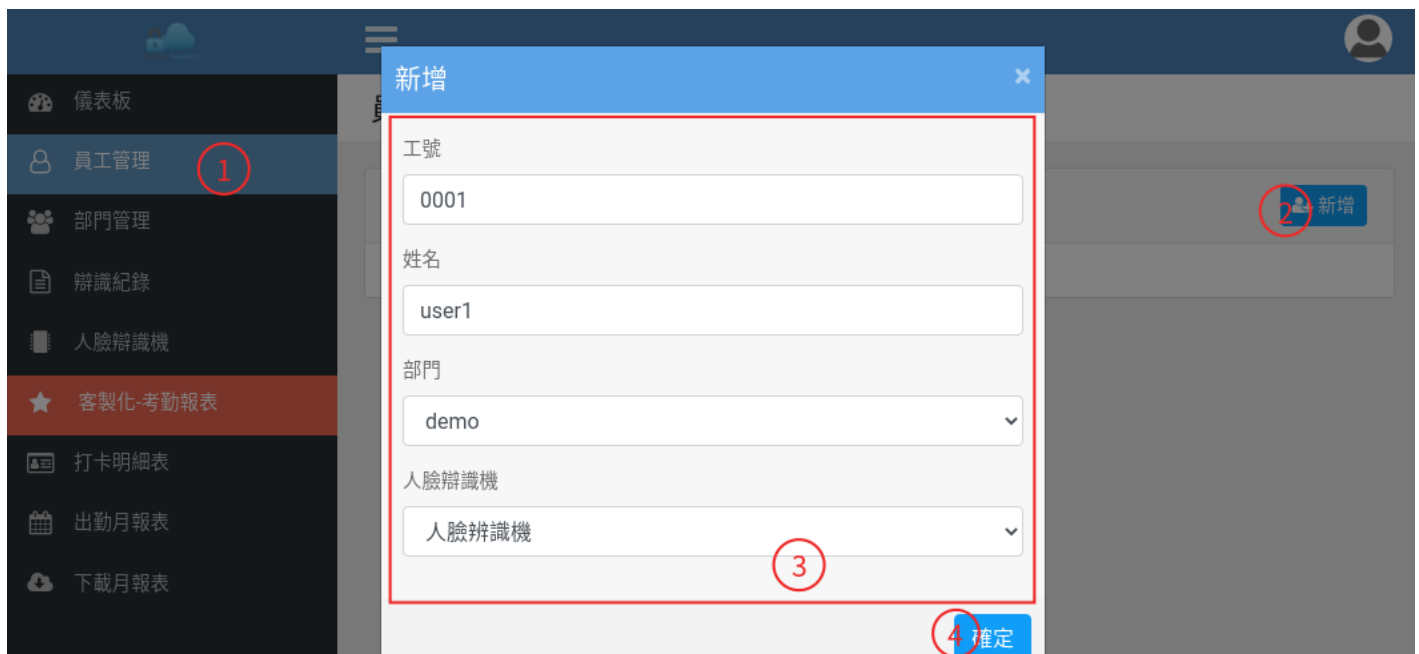 新增
×
儀表板
員工管理
1
部門管理
辯識紀錄
人臉辯識機
客製化-考勤報表
打卡明細表
出勤月報表
下載月報表
工號
0001
姓名
user1
部門
demo
人臉辯識機
人臉辨識機
3
2
新增
4
確定